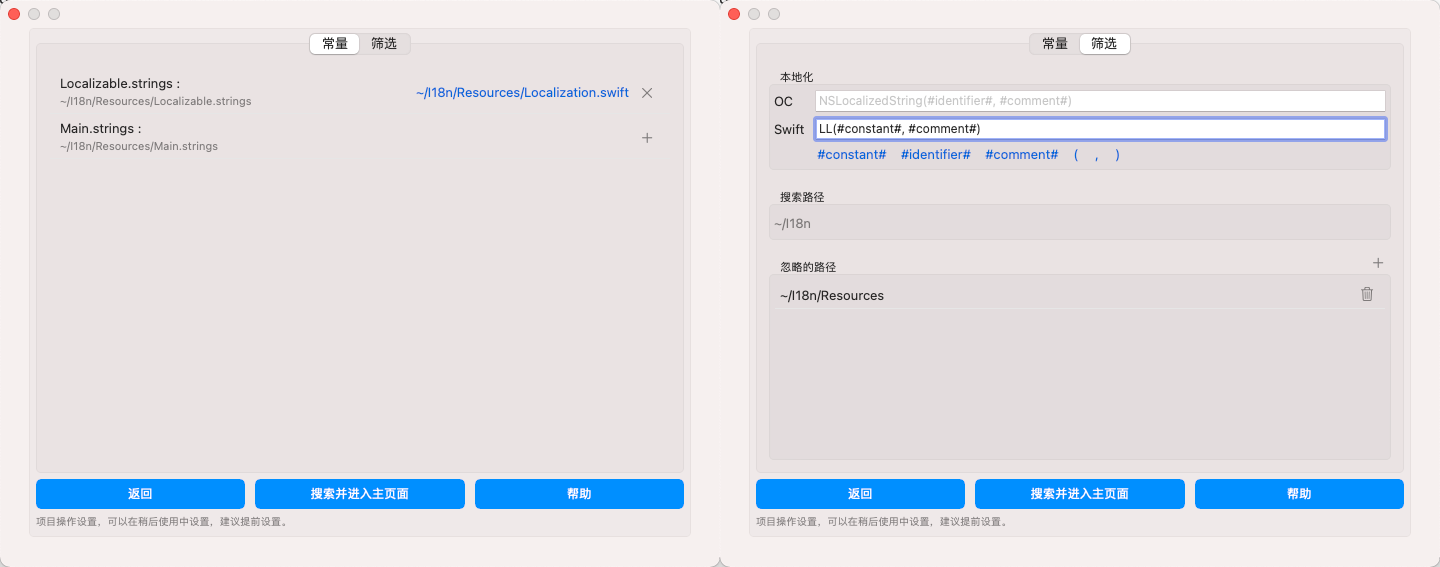 常量 筛选
Localizable.strings :
~/I18n/Resources/Localizable.strings
~/I18n/Resources/Localization.swift
Main.strings :
~/I18n/Resources/Main.strings
返回 搜索并进入主页面 帮助
项目操作设置，可以在稍后使用中设置，建议提前设置。
常量 筛选
本地化
OC NSLocalizedString(#identifier#, #comment#)
Swift LL(#constant#, #comment#)
#constant# #identifier# #comment# ( , )
搜索路径
~/I18n
忽略的路径
~/I18n/Resources
返回 搜索并进入主页面 帮助
项目操作设置，可以在稍后使用中设置，建议提前设置。